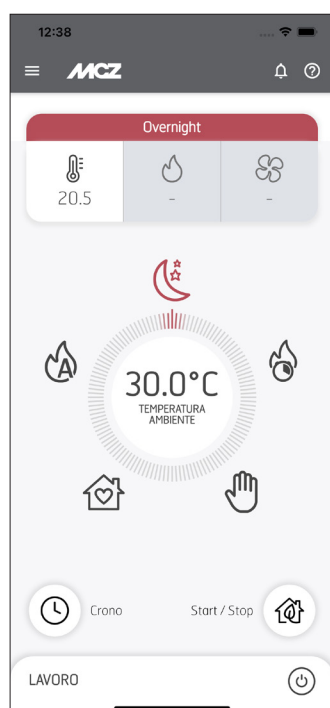 12:38
MCZ
Overnight
20.5
-
-
A
30.0°C
TEMPERATURA
AMBIENTE
Crono
Start / Stop
LAVORO